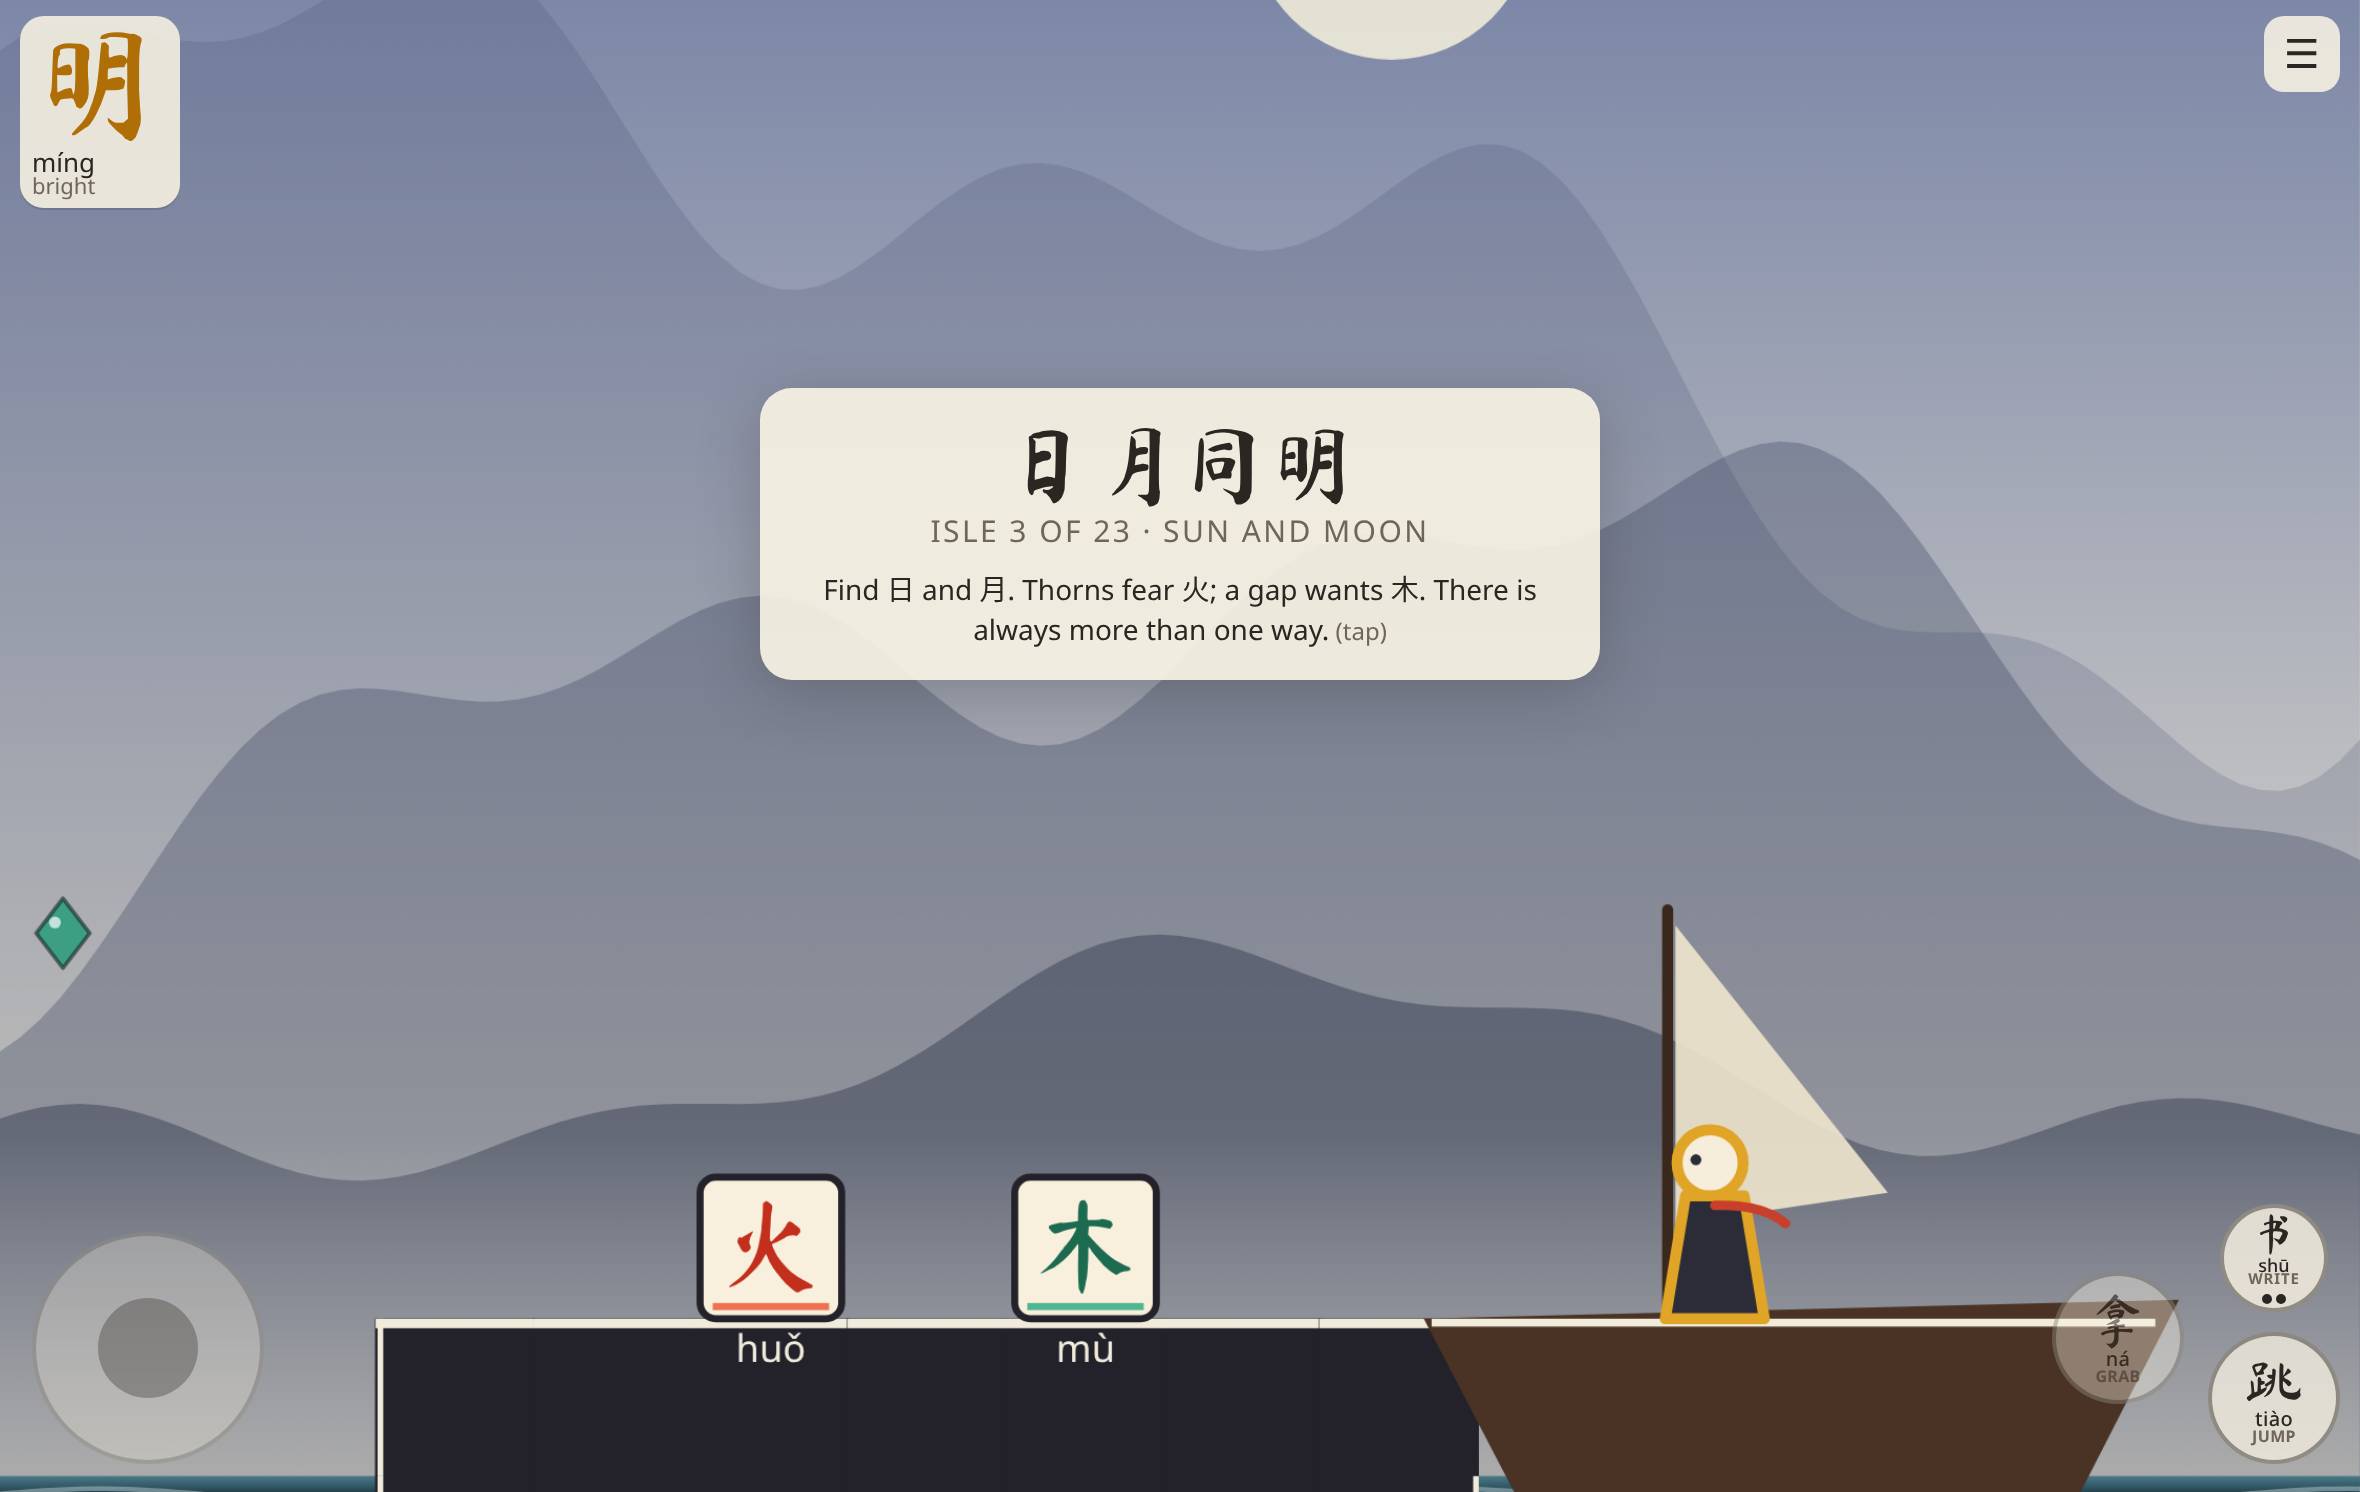 明
míng
bright
☰
日月同明
ISLE 3 OF 23 · SUN AND MOON
Find 日 and 月. Thorns fear 火; a gap wants 木. There is
always more than one way. (tap)
火
huǒ
木
mù
书
shū
WRITE
拿
ná
GRAB
跳
tiào
JUMP